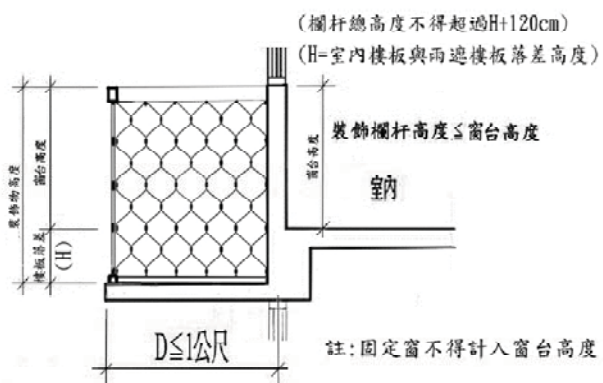 (欄杆總高度不得超過H+120cm)
(H=室內樓板與雨遮樓板落差高度)
裝飾欄杆高度≦窗台高度
窗台高度
室內
裝飾物高度
窗台高度
樓板落差
(H)
D≦1公尺
註:固定窗不得計入窗台高度